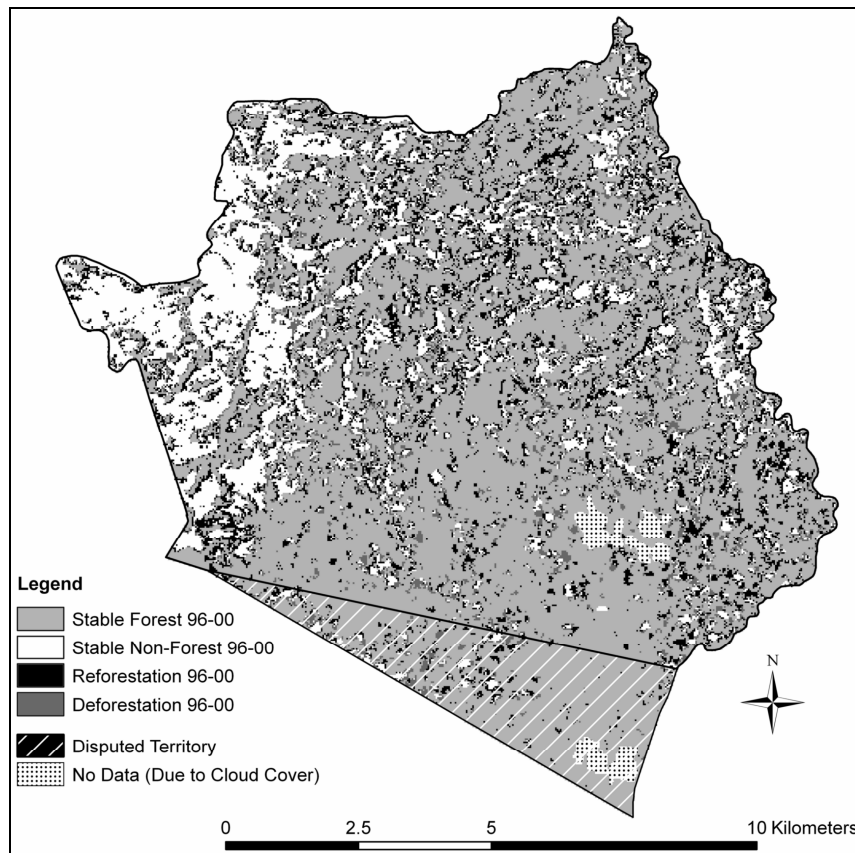 Legend
Stable Forest 96-00
Stable Non-Forest 96-00
Reforestation 96-00
Deforestation 96-00
Disputed Territory
No Data (Due to Cloud Cover)
N
0 2.5 5 10 Kilometers